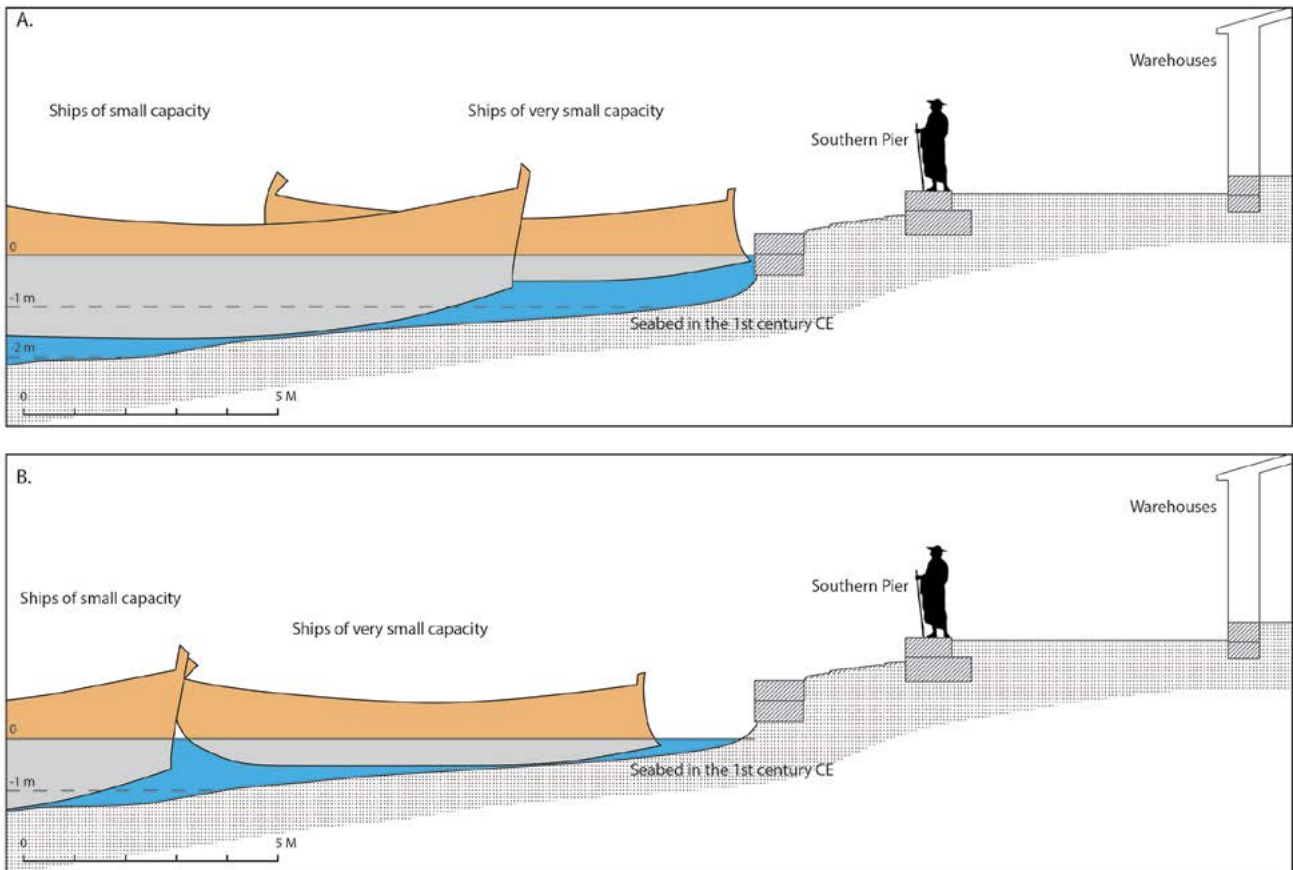 A.
Warehouses
Ships of small capacity
Ships of very small capacity
Southern Pier
0
-1 m
Seabed in the 1st century CE
-2 m
0
5 M
B.
Warehouses
Southern Pier
Ships of small capacity
Ships of very small capacity
0
Seabed in the 1st century CE
-1 m
0
5 M